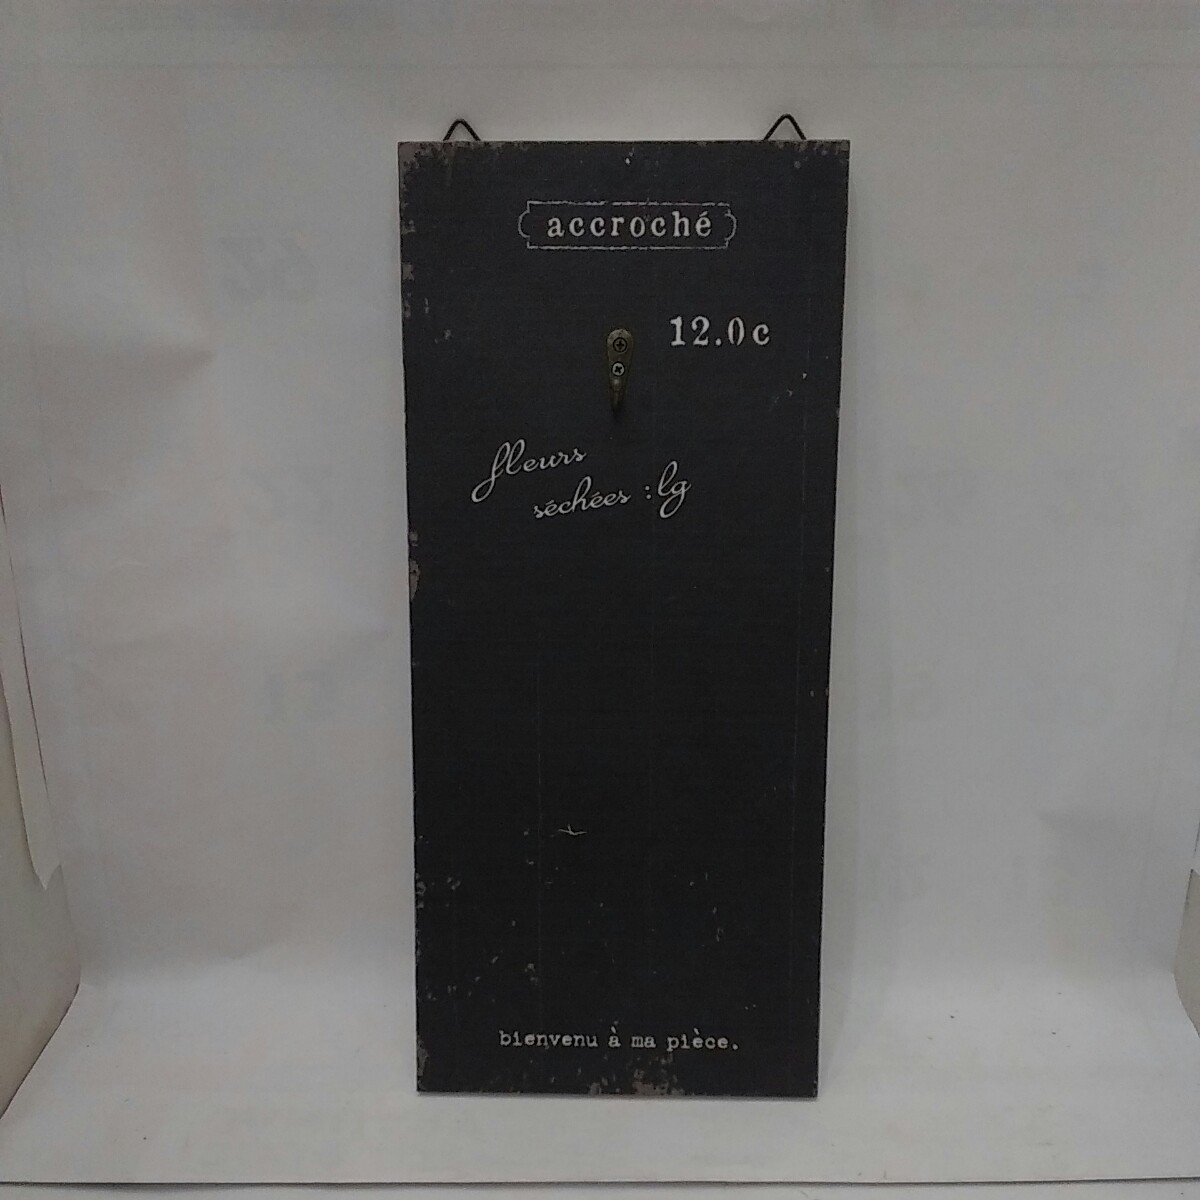 accroché
12.0c
fleurs
séchées :lg
bienvenu à ma pièce.